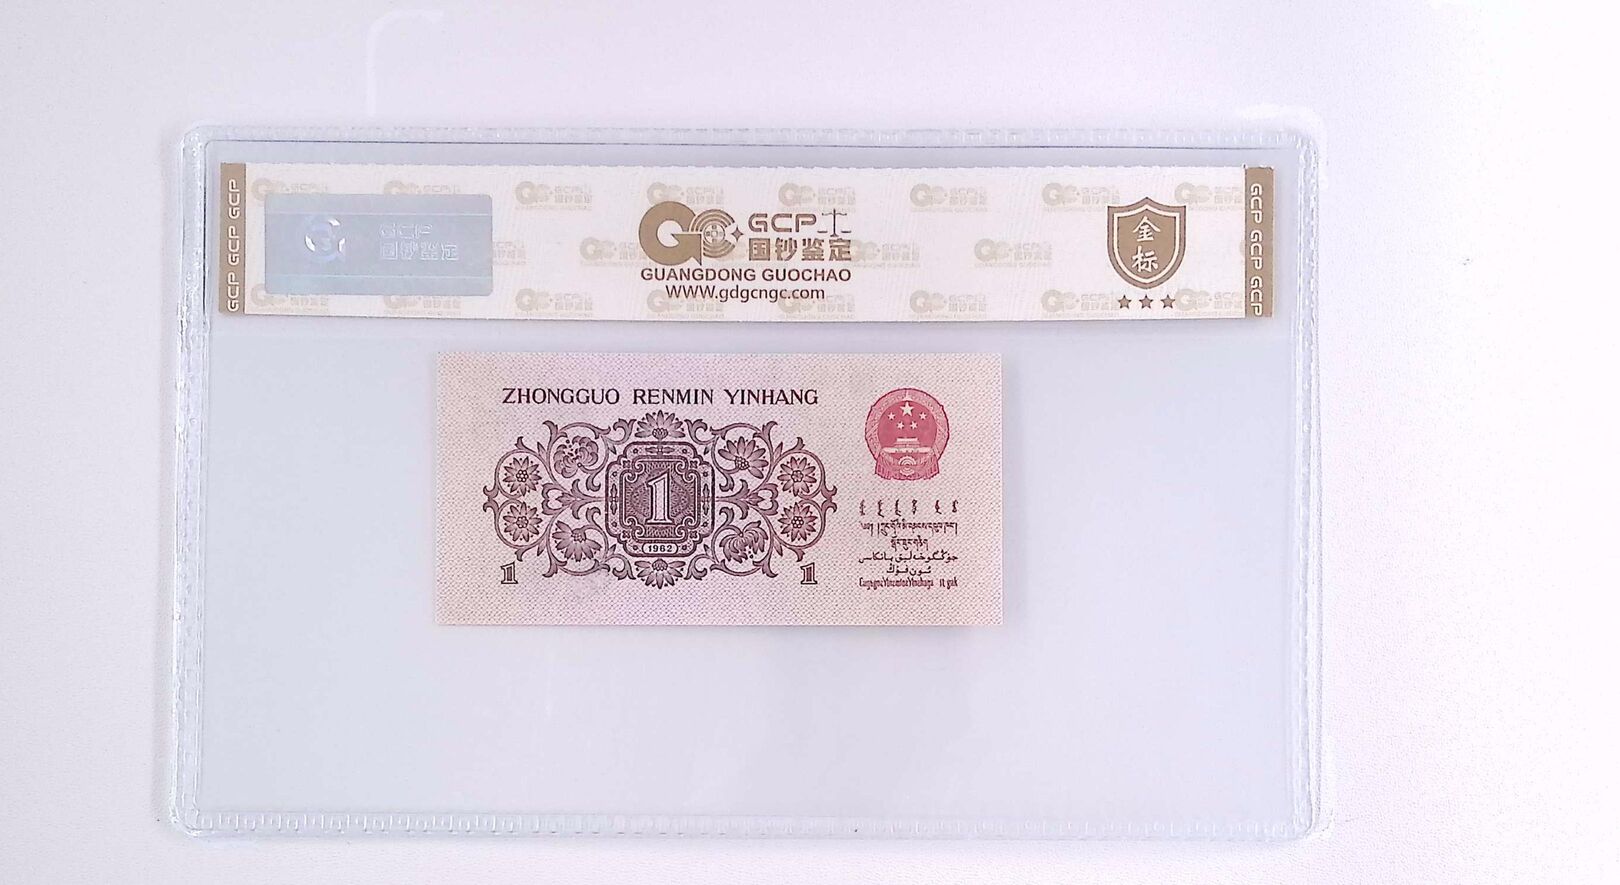 GCP GCP GCP
GCP
国钞鉴定
GCP
国钞鉴定
GUANGDONG GUOCHAO
WWW.gdgcngc.com
金
标
GCP GCP GCP
ZHONGGUO RENMIN YINHANG
1
1962
1
1